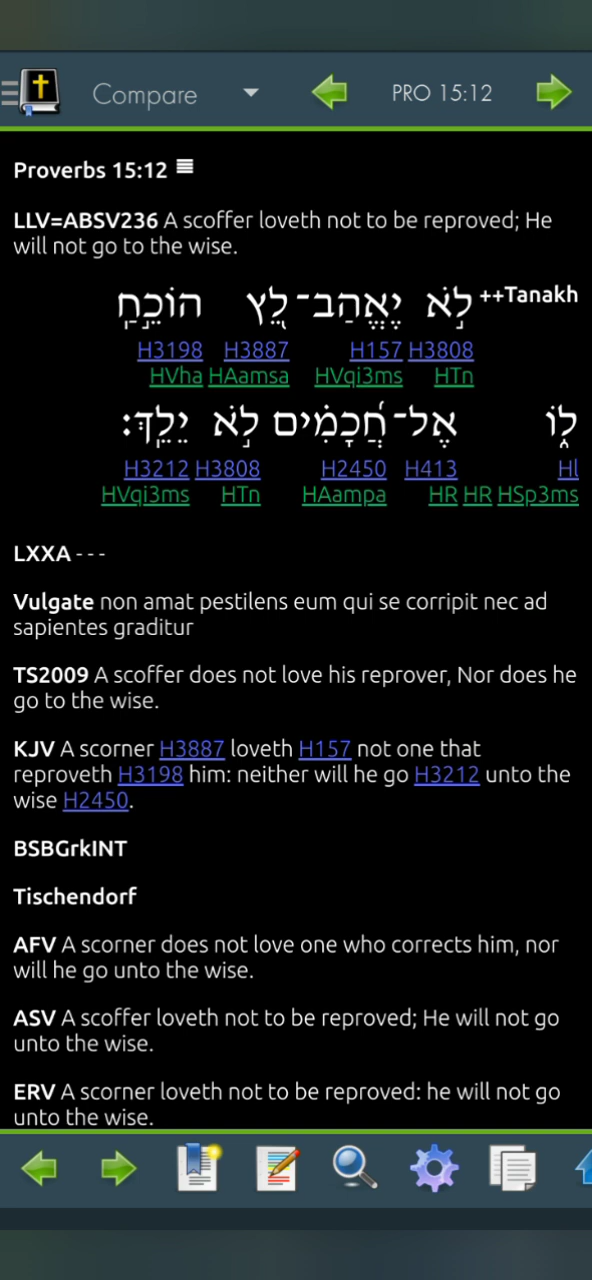 Compare
PRO 15:12
Proverbs 15:12
LLV=ABSV236 A scoffer loveth not to be reproved; He
will not go to the wise.
++Tanakh לֹ֣א יֶאֱהַב־ לֵ֭ץ הוֹכֵ֣חַֽ
H3198 H3887 H157 H3808
HVha HAamsa HVqi3ms HTn
ל֑וֹ אֶל־ חֲ֝כָמִ֗ים לֹ֣א יֵלֵֽךְ׃
H3212 H3808 H2450 H413 Hl
HVqi3ms HTn HAampa HR HR HSp3ms
LXXA - - -
Vulgate non amat pestilens eum qui se corripit nec ad
sapientes graditur
TS2009 A scoffer does not love his reprover, Nor does he
go to the wise.
KJV A scorner H3887 loveth H157 not one that
reproveth H3198 him: neither will he go H3212 unto the
wise H2450.
BSBGrkINT
Tischendorf
AFV A scorner does not love one who corrects him, nor
will he go unto the wise.
ASV A scoffer loveth not to be reproved; He will not go
unto the wise.
ERV A scorner loveth not to be reproved: he will not go
unto the wise.